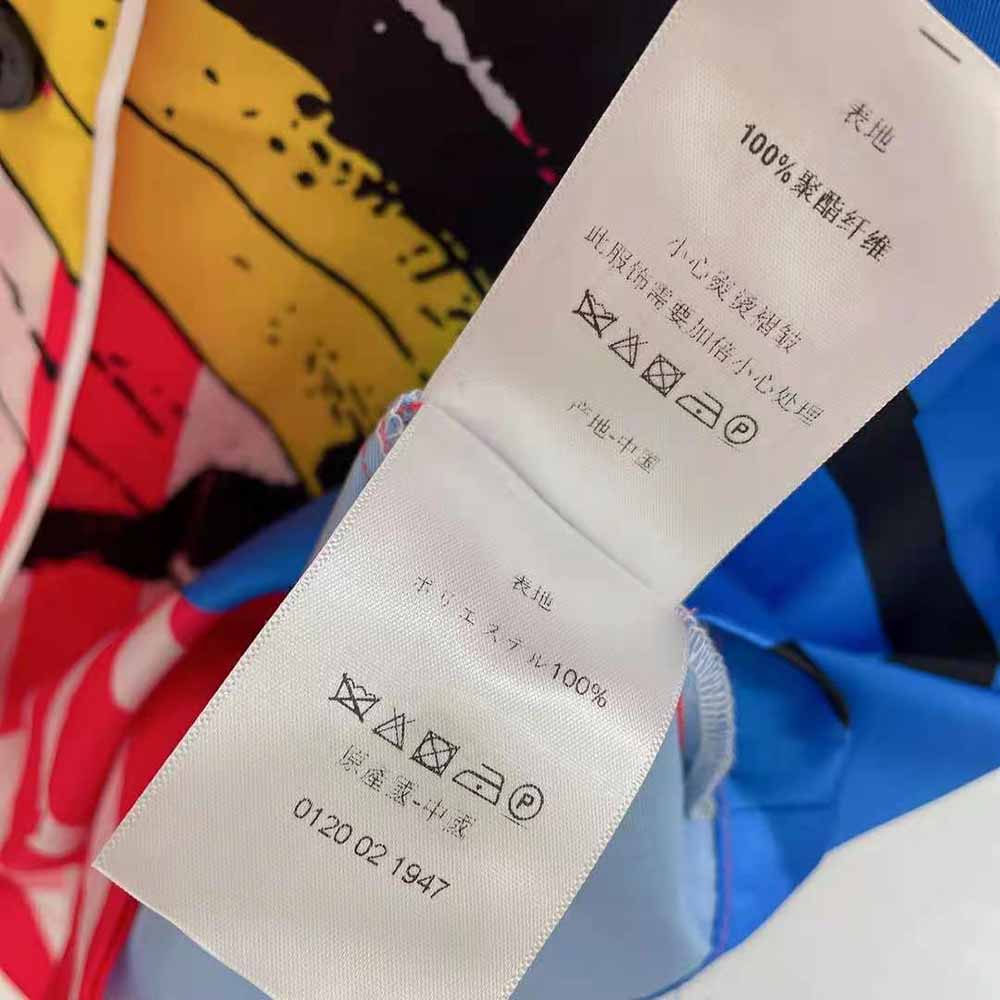 表地
100%聚酯纤维
小心熨烫褶皱
此服饰需要加倍小心处理
P
产地-中国
表地
ポリエステル100%
P
原産國-中國
0120 02 1947